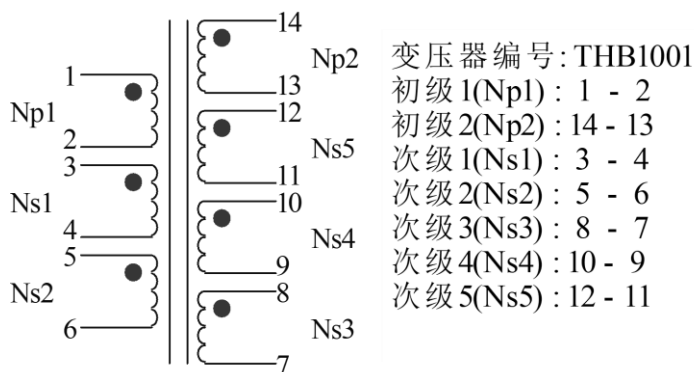 14
Np2
13
1
Np1
2
12
Ns5
11
3
Ns1
4
10
Ns4
9
5
Ns2
6
8
Ns3
7
变压器编号: THB1001
初级1(Np1) : 1 - 2
初级2(Np2) : 14 - 13
次级1(Ns1) : 3 - 4
次级2(Ns2) : 5 - 6
次级3(Ns3) : 8 - 7
次级4(Ns4) : 10 - 9
次级5(Ns5) : 12 - 11